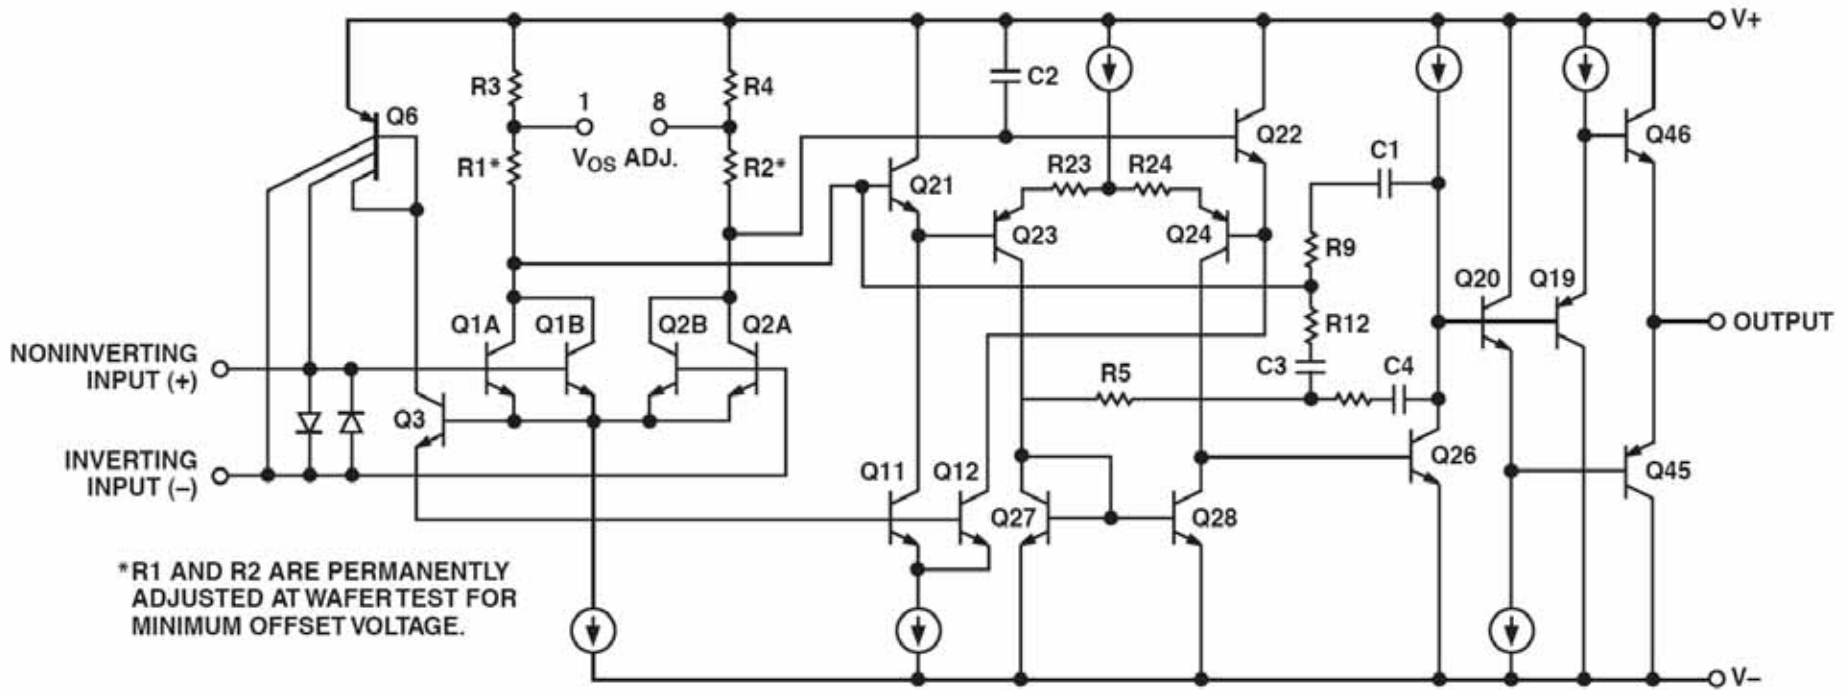 V+
R3
R4
C2
1
8
Q6
VOS ADJ.
Q22
Q46
R1*
R2*
R23
R24
C1
Q21
Q23
Q24
R9
Q20
Q19
Q1A
Q1B
Q2B
Q2A
R12
OUTPUT
NONINVERTING
INPUT (+)
C3
C4
R5
Q3
INVERTING
INPUT (–)
Q11
Q12
Q26
Q45
Q27
Q28
*R1 AND R2 ARE PERMANENTLY
ADJUSTED AT WAFER TEST FOR
MINIMUM OFFSET VOLTAGE.
V–